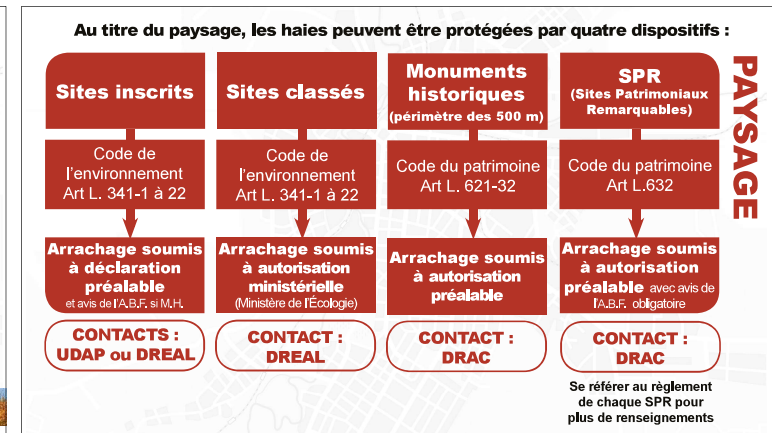 Au titre du paysage, les haies peuvent être protégées par quatre dispositifs :
PAYSAGE
Sites inscrits
Code de
l'environnement
Art L. 341-1 à 22
Arrachage soumis
à déclaration
préalable
et avis de l'A.B.F. si M.H.
CONTACTS :
UDAP ou DREAL
Sites classés
Code de
l'environnement
Art L. 341-1 à 22
Arrachage soumis
à autorisation
ministérielle
(Ministère de l'Écologie)
CONTACT :
DREAL
Monuments
historiques
(périmètre des 500 m)
Code du patrimoine
Art L. 621-32
Arrachage soumis
à autorisation
préalable
CONTACT :
DRAC
SPR
(Sites Patrimoniaux
Remarquables)
Code du patrimoine
Art L.632
Arrachage soumis
à autorisation
préalable avec avis de
l'A.B.F. obligatoire
CONTACT :
DRAC
Se référer au règlement
de chaque SPR pour
plus de renseignements